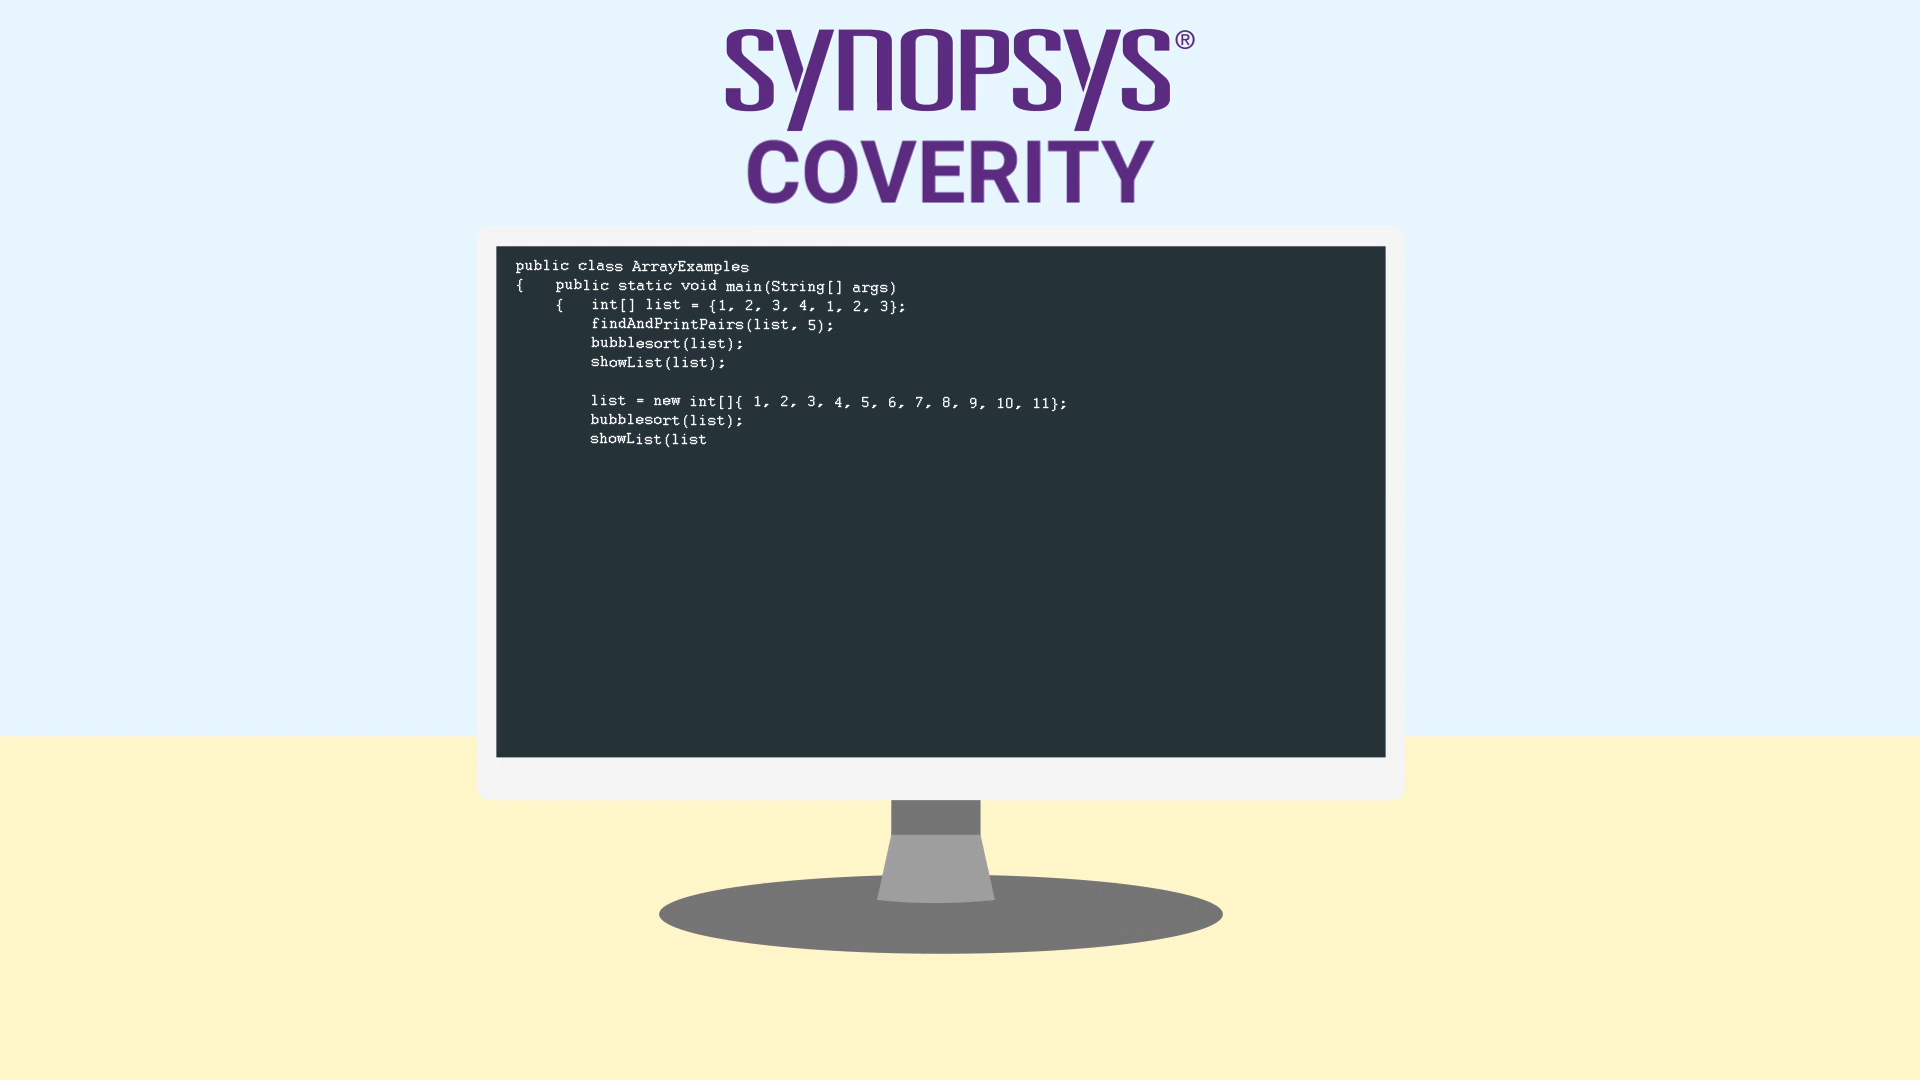 SYNOPSYS®
COVERITY
public class ArrayExamples
{    public static void main(String[] args)
     {    int[] list = {1, 2, 3, 4, 1, 2, 3};
          findAndPrintPairs(list, 5);
          bubblesort(list);
          showList(list);
          list = new int[]{ 1, 2, 3, 4, 5, 6, 7, 8, 9, 10, 11};
          bubblesort(list);
          showList(list